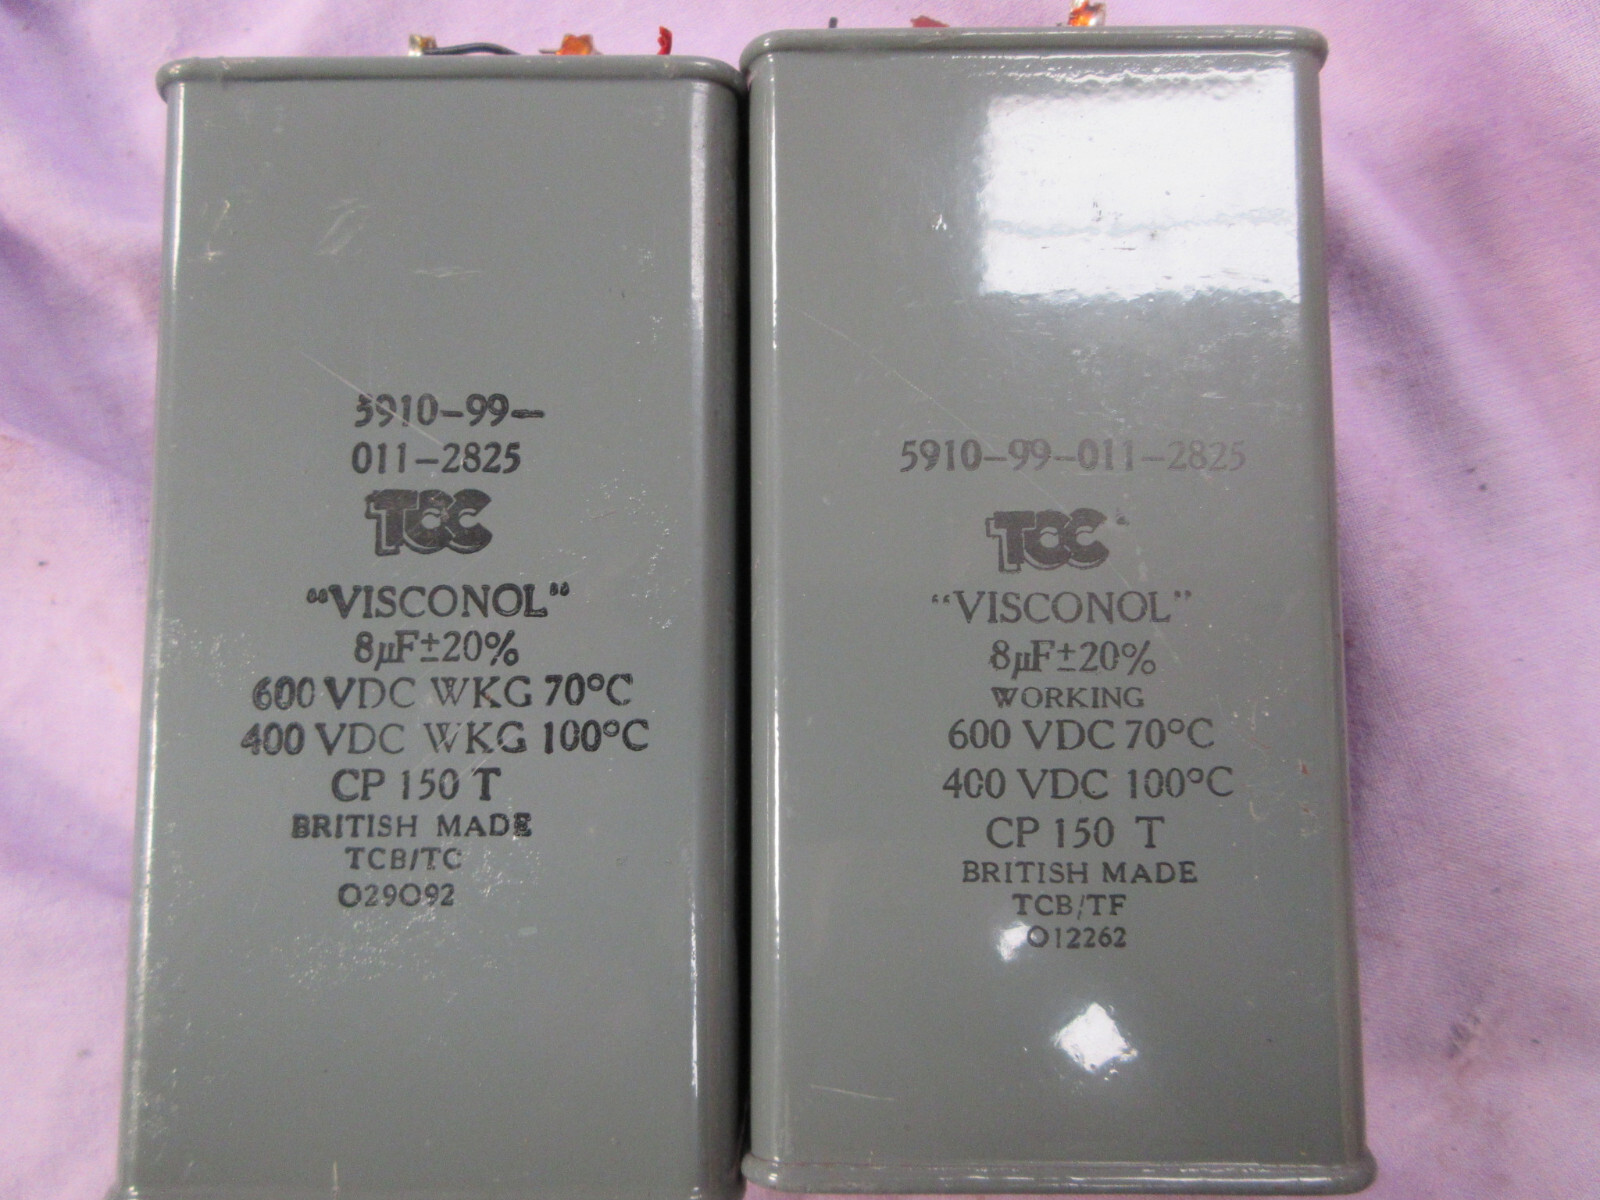 5910-99-
011-2825
TCC
"VISCONOL"
8µF±20%
600 VDC WKG 70°C
400 VDC WKG 100°C
CP 150 T
BRITISH MADE
TCB/TC
029092
5910-99-011-2825
TCC
"VISCONOL"
8µF±20%
WORKING
600 VDC 70°C
400 VDC 100°C
CP 150 T
BRITISH MADE
TCB/TF
012262